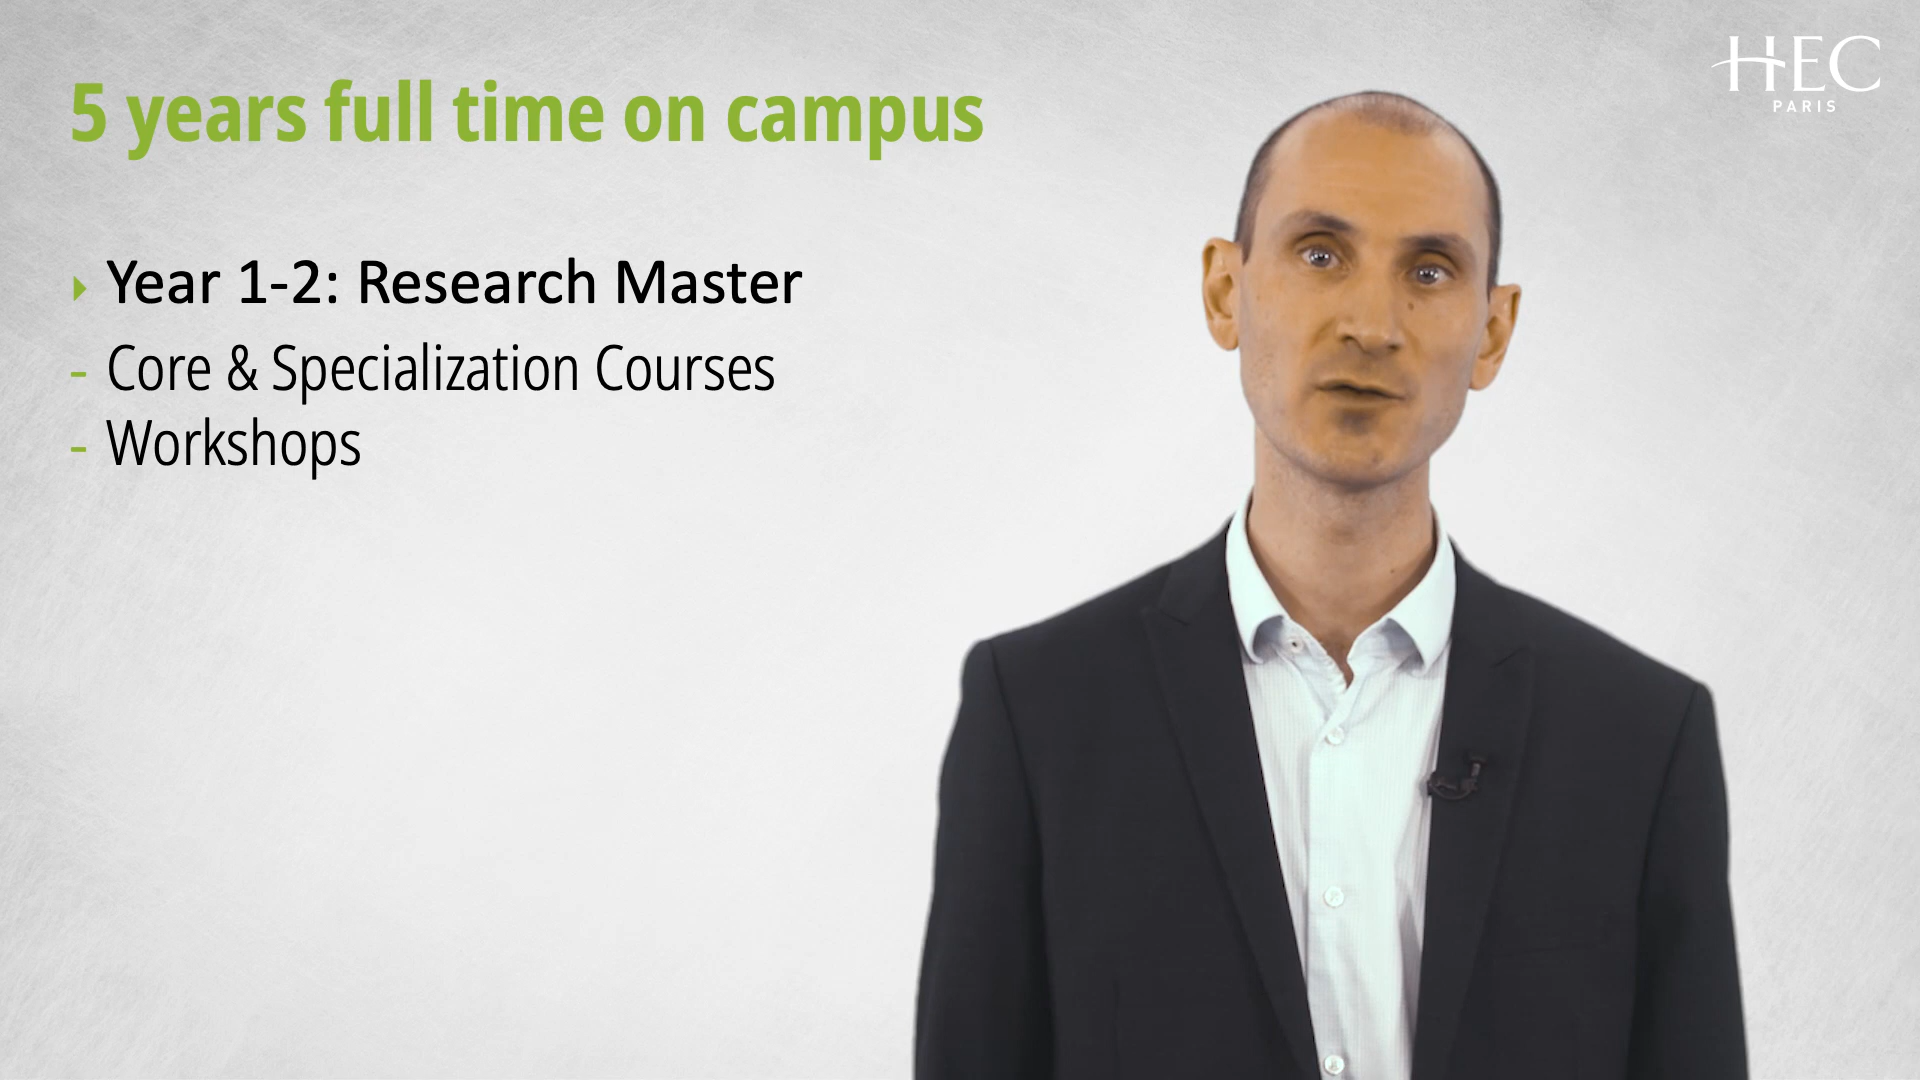 5 years full time on campus
Year 1-2: Research Master
- Core & Specialization Courses
- Workshops
HEC
PARIS